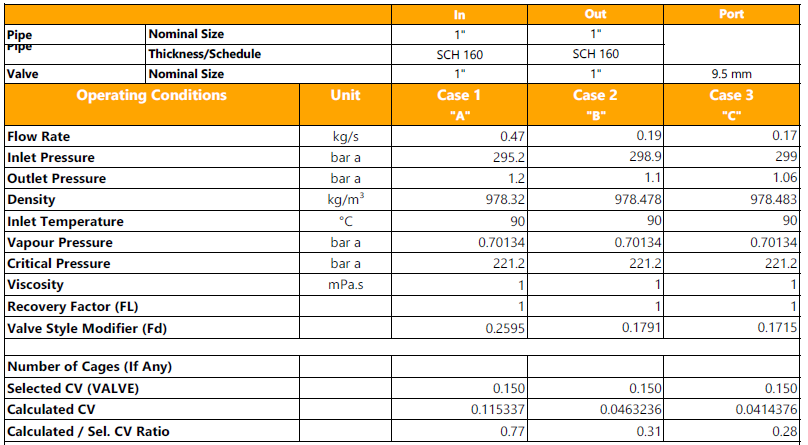 In Out Port
Pipe Nominal Size 1" 1"
Pipe Thickness/Schedule SCH 160 SCH 160
Valve Nominal Size 1" 1" 9.5 mm
Operating Conditions Unit Case 1 Case 2 Case 3
"A" "B" "C"
Flow Rate kg/s 0.47 0.19 0.17
Inlet Pressure bar a 295.2 298.9 299
Outlet Pressure bar a 1.2 1.1 1.06
Density kg/m³ 978.32 978.478 978.483
Inlet Temperature °C 90 90 90
Vapour Pressure bar a 0.70134 0.70134 0.70134
Critical Pressure bar a 221.2 221.2 221.2
Viscosity mPa.s 1 1 1
Recovery Factor (FL) 1 1 1
Valve Style Modifier (Fd) 0.2595 0.1791 0.1715
Number of Cages (If Any)
Selected CV (VALVE) 0.150 0.150 0.150
Calculated CV 0.115337 0.0463236 0.0414376
Calculated / Sel. CV Ratio 0.77 0.31 0.28